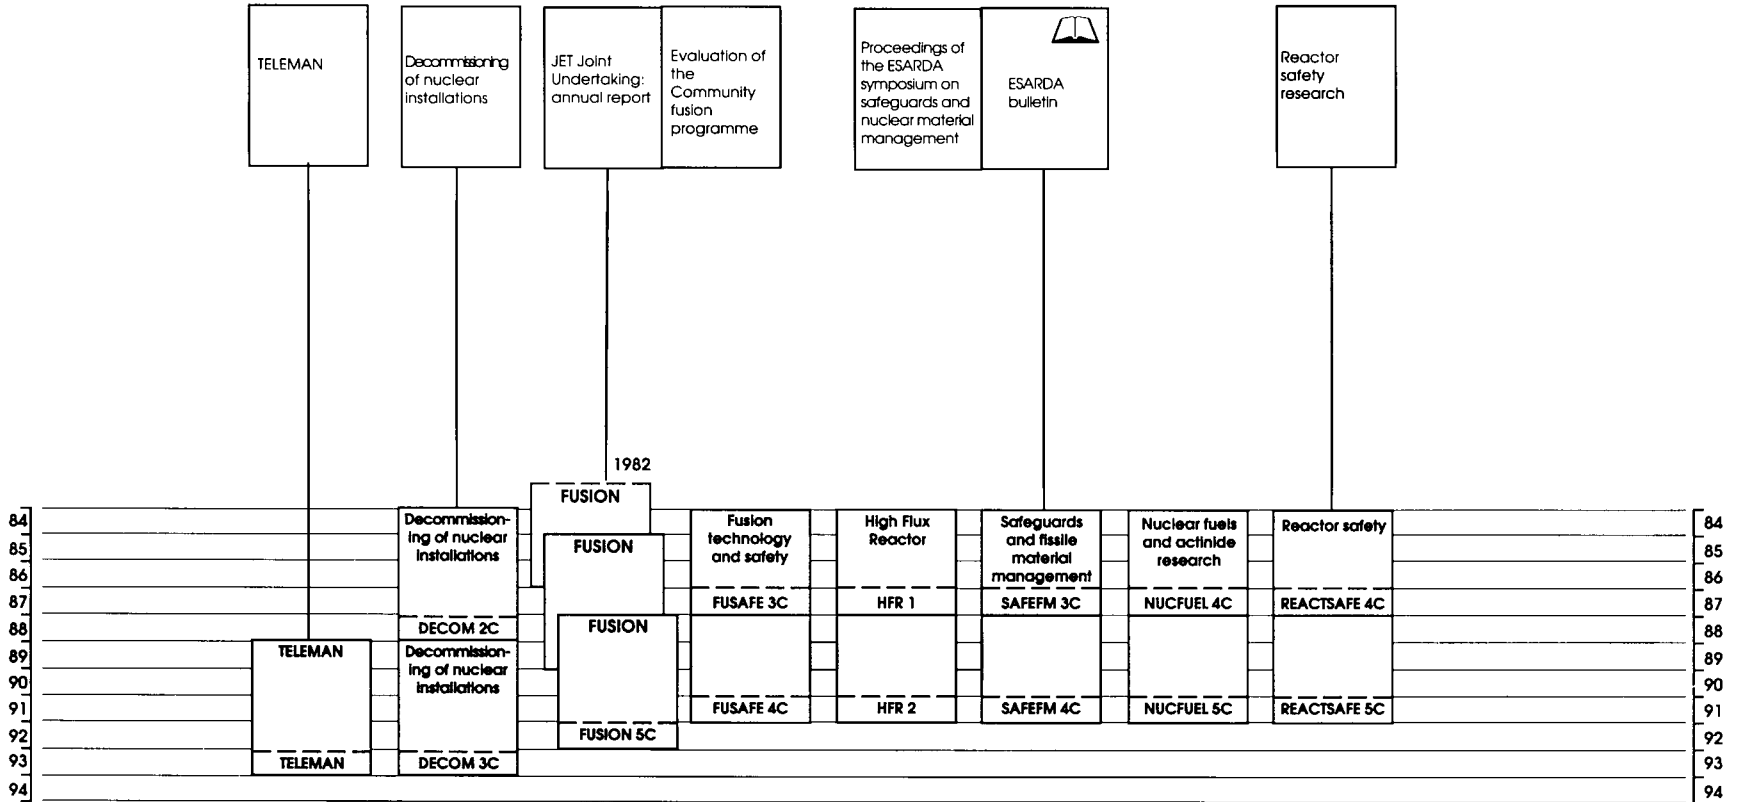 TELEMAN
Decommissioning
of nuclear
installations
JET Joint
Undertaking:
annual report
Evaluation of
the
Community
fusion
programme
Proceedings of
the ESARDA
symposium on
safeguards and
nuclear material
management
ESARDA
bulletin
Reactor
safety
research
1982
FUSION
84
85
86
87
88
89
90
91
92
93
94
Decommission-
ing of nuclear
installations
DECOM 2C
FUSION
FUSION
FUSION 5C
Fusion
technology
and safety
FUSAFE 3C
FUSAFE 4C
High Flux
Reactor
HFR 1
HFR 2
Safeguards
and fissile
material
management
SAFEFM 3C
SAFEFM 4C
Nuclear fuels
and actinide
research
NUCFUEL 4C
NUCFUEL 5C
Reactor safety
REACTSAFE 4C
REACTSAFE 5C
TELEMAN
TELEMAN
Decommission-
ing of nuclear
installations
DECOM 3C
84
85
86
87
88
89
90
91
92
93
94